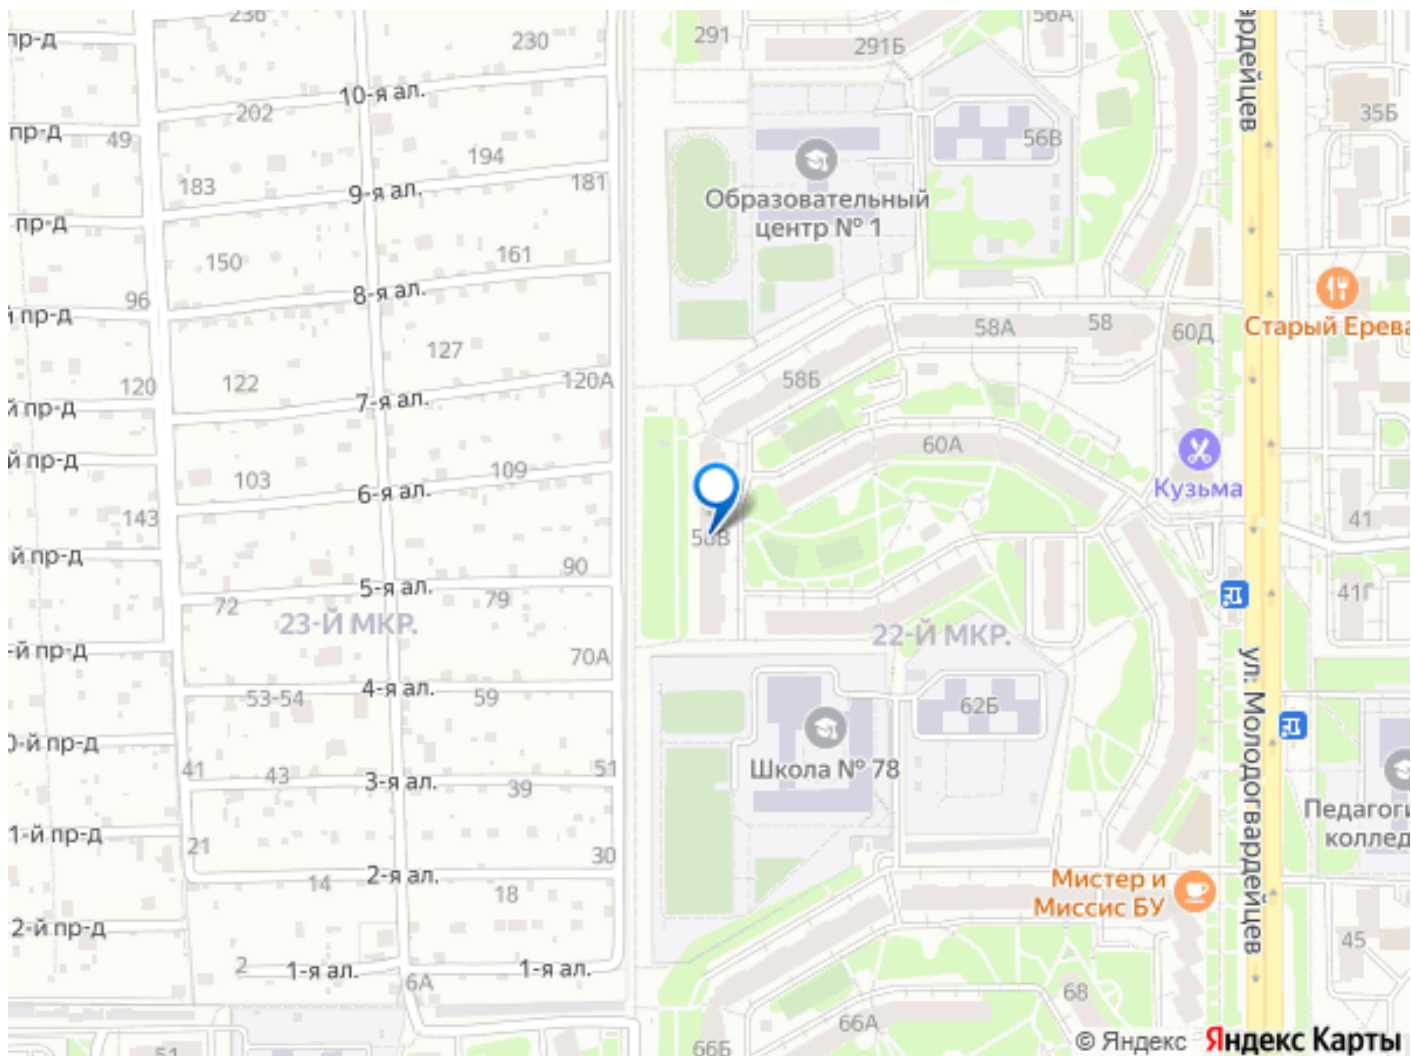 236
230
291
291Б
56А
ардейцев
пр-д
10-я ал.
202
49
пр-д
194
56В
35Б
183
9-я ал.
181
Образовательный
центр № 1
пр-д
150
161
8-я ал.
96
й пр-д
58А
58
60Д
Старый Ерева
127
122
120
120А
58Б
7-я ал.
й пр-д
й пр-д
103
109
6-я ал.
60А
Кузьма
143
41
58В
й пр-д
90
5-я ал.
72
79
41Г
23-Й МКР.
22-Й МКР.
-й пр-д
70А
4-я ал.
53-54
59
62Б
ул. Молодогвардейцев
0-й пр-д
41
43
3-я ал.
39
51
Школа № 78
Педагоги
коллед
1-й пр-д
21
30
2-я ал.
14
18
Мистер и
Миссис БУ
2-й пр-д
45
2
1-я ал.
1-я ал.
6А
68
66А
66Б
51
© Яндекс Яндекс Карты